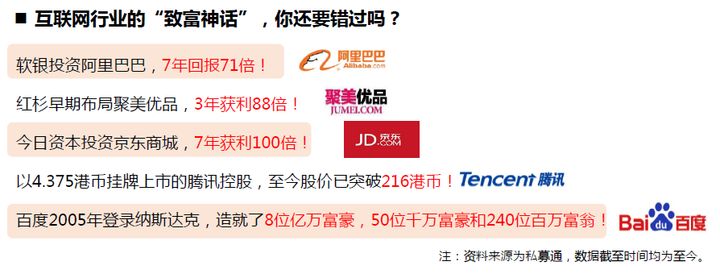 ■ 互联网行业的“致富神话”，你还要错过吗？
软银投资阿里巴巴，7年回报71倍！ 阿里巴巴
Alibaba.com
红杉早期布局聚美优品，3年获利88倍！ 聚美优品
JUMEI.COM
今日资本投资京东商城，7年获利100倍！ JD 京东
.COM
以4.375港币挂牌上市的腾讯控股，至今股价已突破216港币！ Tencent 腾讯
百度2005年登录纳斯达克，造就了8位亿万富豪，50位千万富豪和240位百万富翁！ Bai du 百度
注：资料来源为私募通，数据截至时间均为至今。